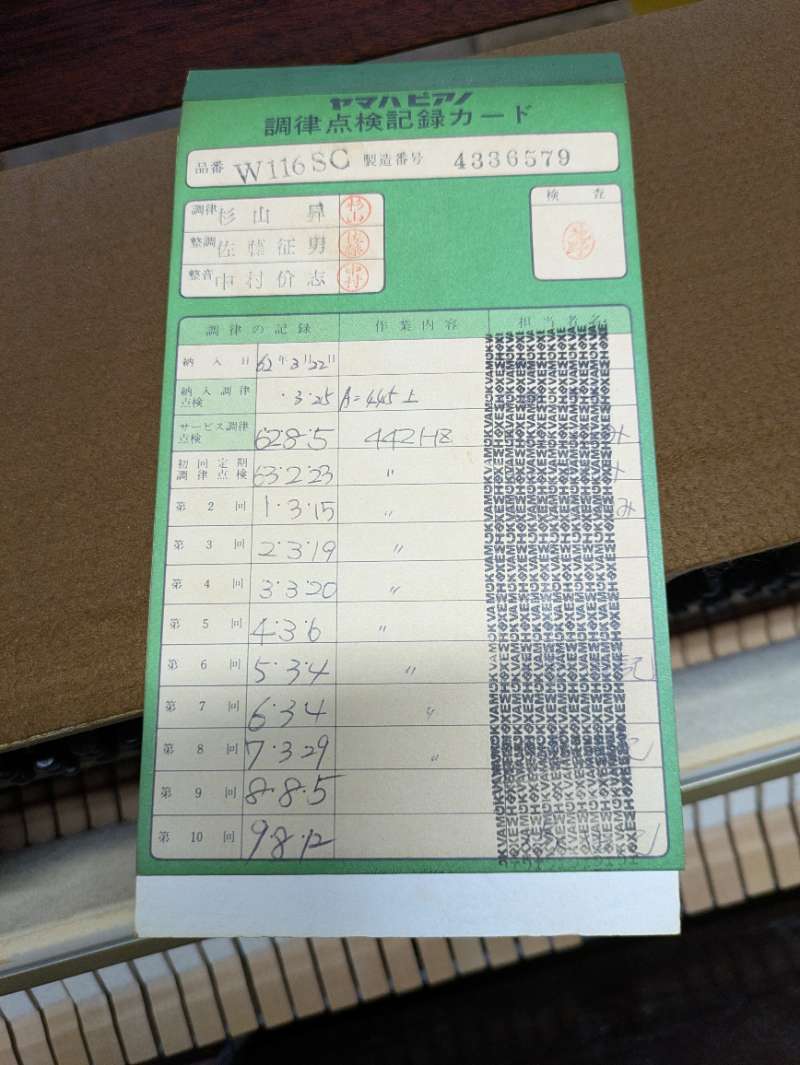 ヤマハピアノ
調律点検記録カード
品番 W116SC 製造番号 4336579
調律 杉山 昇 杉山 検査
整調 佐藤征男 佐藤
整音 中村价志 中村
調律の記録 作業内容 担当者名
納入日 62年3月22日
納入調律点検 ・3・25 A=445上
サービス調律点検 62・8・5 442HZ み
初回定期調律点検 63・2・23 〃
第2回 1・3・15 〃 み
第3回 2・3・19 〃
第4回 3・3・20 〃
第5回 4・3・6 〃
第6回 5・3・4 〃 記
第7回 6・3・4 〃
第8回 7・3・29 〃
第9回 8・8・5
第10回 9・8・12